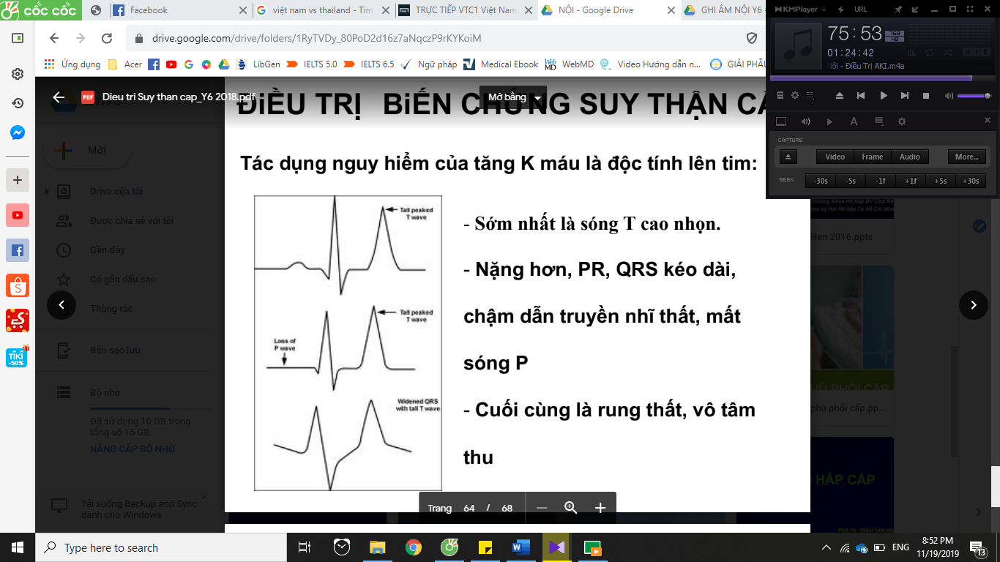 cốc cốc
Facebook
việt nam vs thailand - Tìm
TRỰC TIẾP VTC1 Việt Nam
NỘI - Google Drive
GHI ÂM NỘI Y6 -
drive.google.com/drive/folders/1RyTVDy_80PoD2d16z7aNqczP9rKYKoiM
Ứng dụng
Acer
LibGen
IELTS 5.0
IELTS 6.5
Ngữ pháp
Medical Ebook
WebMD
Video Hướng dẫn n...
GIẢI PHẪU
KMPlayer
URL
75:53
01:24:42
Nội - Điều Trị AKI.m4a
CAPTURE
Video
Frame
Audio
More...
SEEK
-30s
-5s
-1f
+1f
+5s
+30s
PDF
Dieu tri Suy than cap_Y6 2018.pdf
Mở bằng
ĐiỀU TRỊ BiẾN CHỨNG SUY THẬN CẤ
Mới
Drive của tôi
Được chia sẻ với tôi
Gần đây
Có gắn dấu sao
Thùng rác
Bản sao lưu
Bộ nhớ
Đã sử dụng 10 GB trong
tổng số 15 GB
NÂNG CẤP BỘ NHỚ
Tải xuống Backup and Sync
dành cho Windows
Tác dụng nguy hiểm của tăng K máu là độc tính lên tim:
Tall peaked
T wave
Tall peaked
T wave
Loss of
P wave
Widened QRS
with tall T wave
- Sớm nhất là sóng T cao nhọn.
- Nặng hơn, PR, QRS kéo dài,
chậm dẫn truyền nhĩ thất, mất
sóng P
- Cuối cùng là rung thất, vô tâm
thu
Hen 2016.pptx
phù phổi cấp.pp...
HÁP CẤP
TIKI
-50%
Trang 64 / 68
Type here to search
ENG
8:52 PM
11/19/2019
13